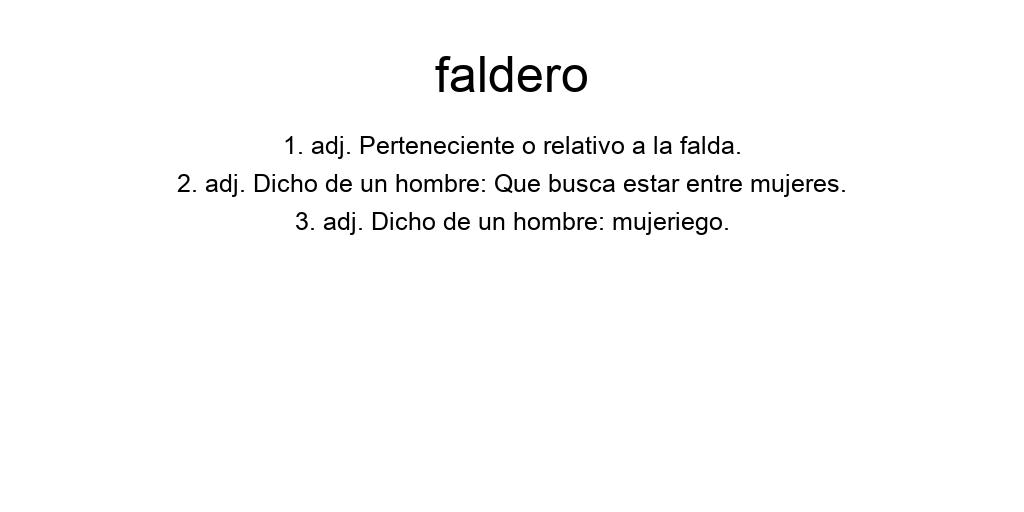 faldero
1. adj. Perteneciente o relativo a la falda.
2. adj. Dicho de un hombre: Que busca estar entre mujeres.
3. adj. Dicho de un hombre: mujeriego.